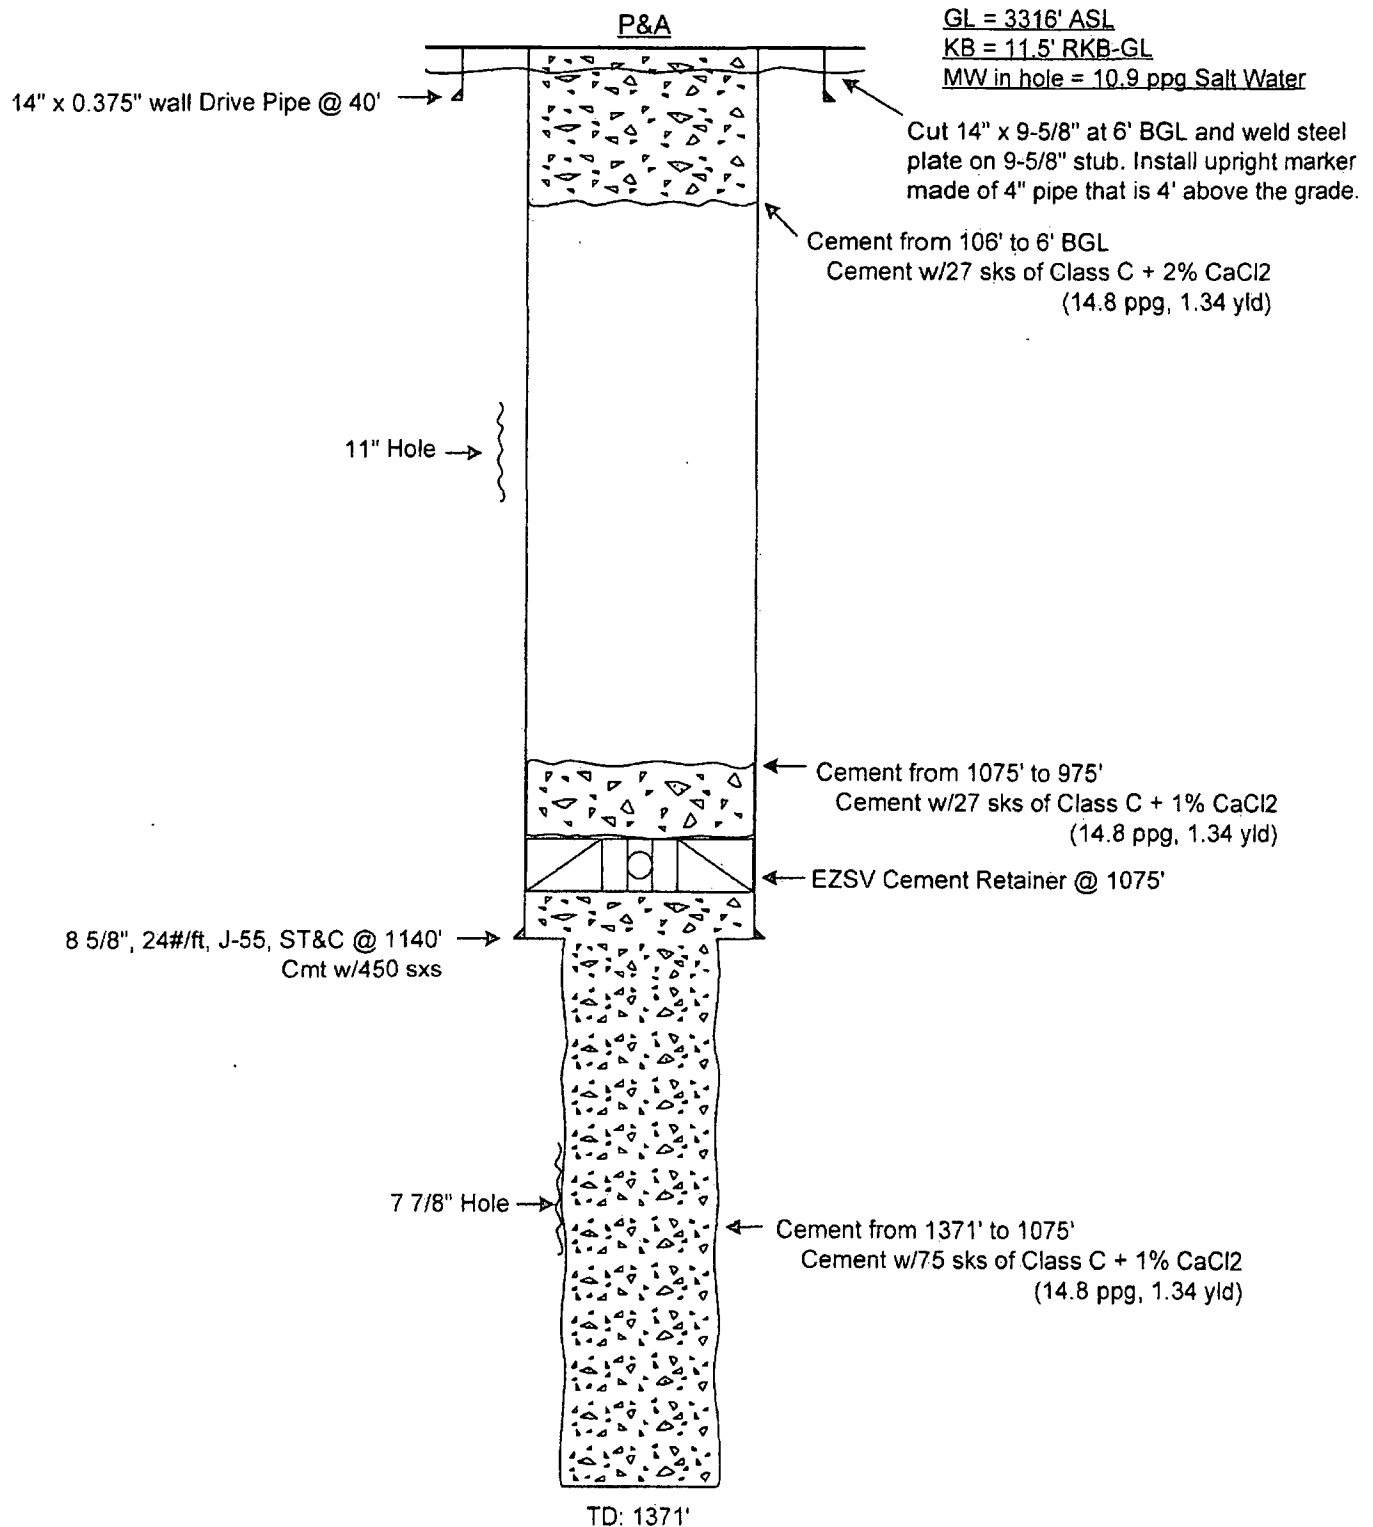 P&A
GL = 3316' ASL
KB = 11.5' RKB-GL
MW in hole = 10.9 ppg Salt Water
14" x 0.375" wall Drive Pipe @ 40'
Cut 14" x 9-5/8" at 6' BGL and weld steel
plate on 9-5/8" stub. Install upright marker
made of 4" pipe that is 4' above the grade.
Cement from 106' to 6' BGL
Cement w/27 sks of Class C + 2% CaCl2
(14.8 ppg, 1.34 yld)
11" Hole
Cement from 1075' to 975'
Cement w/27 sks of Class C + 1% CaCl2
(14.8 ppg, 1.34 yld)
EZSV Cement Retainer @ 1075'
8 5/8", 24#/ft, J-55, ST&C @ 1140'
Cmt w/450 sxs
7 7/8" Hole
Cement from 1371' to 1075'
Cement w/75 sks of Class C + 1% CaCl2
(14.8 ppg, 1.34 yld)
TD: 1371'